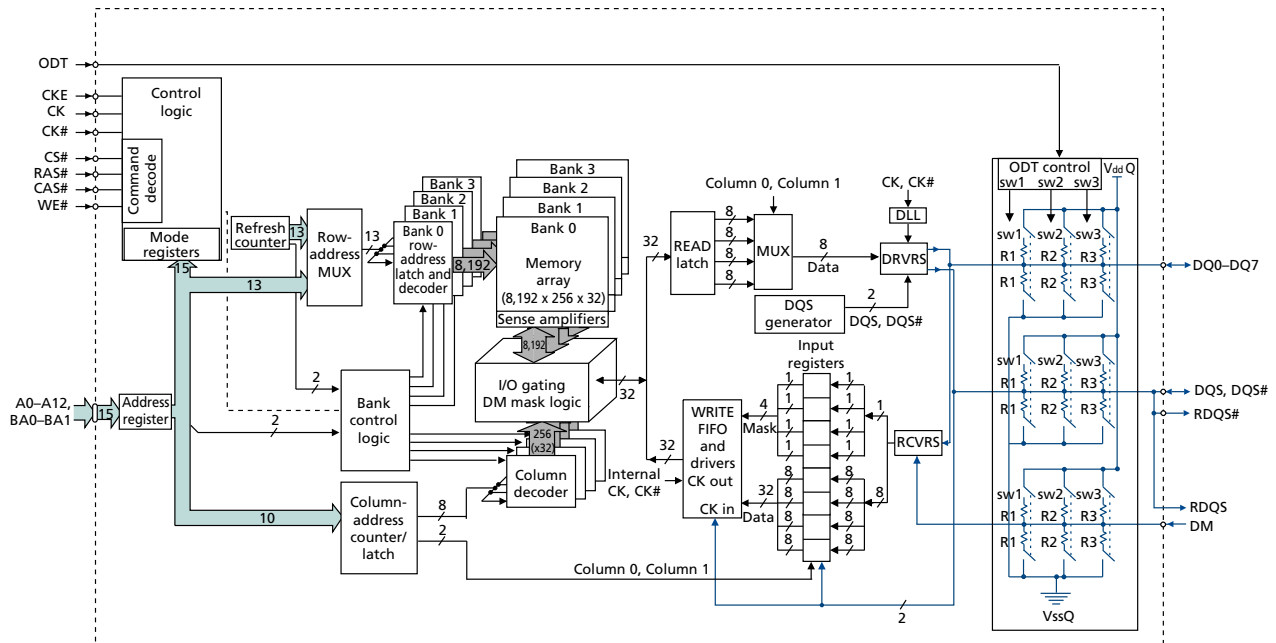 ODT
CKE
CK
CK#
CS#
RAS#
CAS#
WE#
Control
logic
Command
decode
Mode
registers
15
Refresh
counter
13
13
Row-
address
MUX
13
Bank 3
Bank 2
Bank 1
Bank 0
row-
address
latch and
decoder
8,192
Bank 3
Bank 2
Bank 1
Bank 0
Memory
array
(8,192 x 256 x 32)
Sense amplifiers
8,192
I/O gating
DM mask logic
32
256
(x32)
Column
decoder
A0–A12,
BA0–BA1
15
Address
register
2
2
Bank
control
logic
10
Column-
address
counter/
latch
8
2
Column 0, Column 1
32
READ
latch
8
8
8
8
Column 0, Column 1
MUX
8
Data
CK, CK#
DLL
DRVRS
DQS
generator
2
DQS, DQS#
Input
registers
32
Internal
CK, CK#
WRITE
FIFO
and
drivers
CK out
CK in
4
Mask
32
Data
1
1
1
1
8
8
8
8
1
1
1
1
8
8
8
8
1
8
RCVRS
2
ODT control
sw1
sw2
sw3
Vdd Q
sw1
sw2
sw3
R1
R2
R3
R1
R2
R3
sw1
sw2
sw3
R1
R2
R3
R1
R2
R3
sw1
sw2
sw3
R1
R2
R3
R1
R2
R3
VssQ
DQ0–DQ7
DQS, DQS#
RDQS#
RDQS
DM